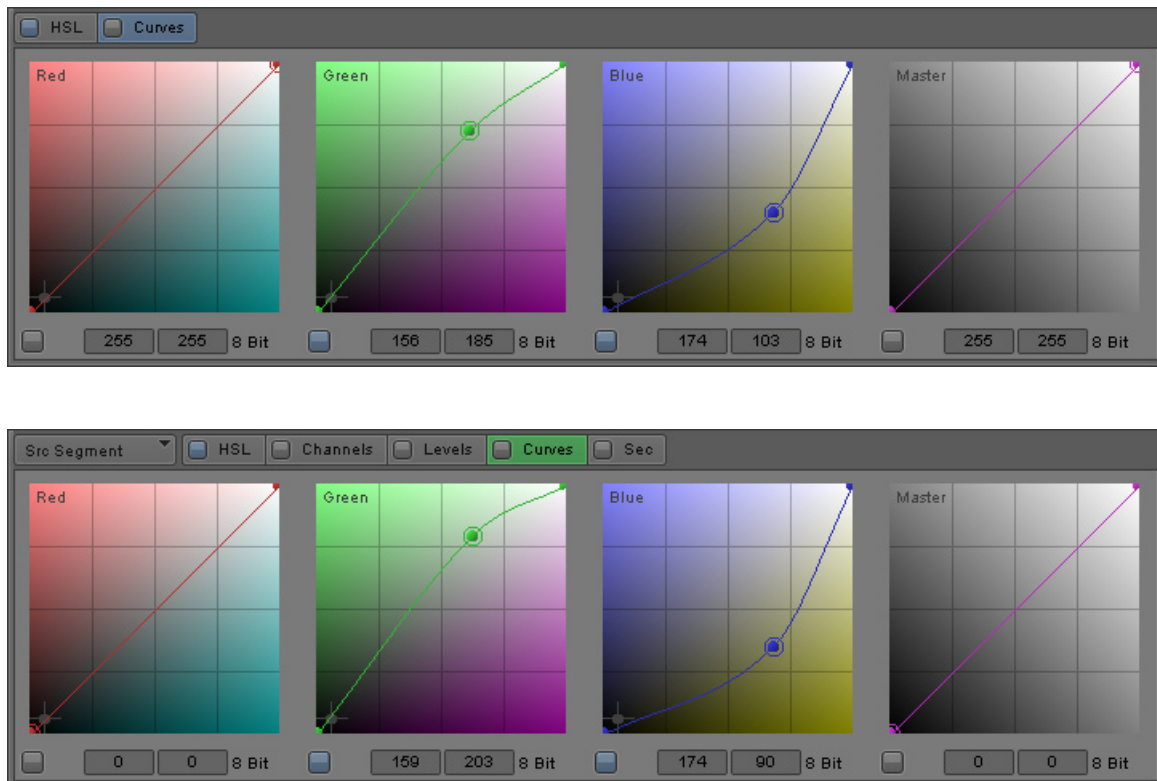 HSL Curves
Red Green Blue Master
255 255 8 Bit 156 185 8 Bit 174 103 8 Bit 255 255 8 Bit
Src Segment HSL Channels Levels Curves Sec
Red Green Blue Master
0 0 8 Bit 159 203 8 Bit 174 90 8 Bit 0 0 8 Bit